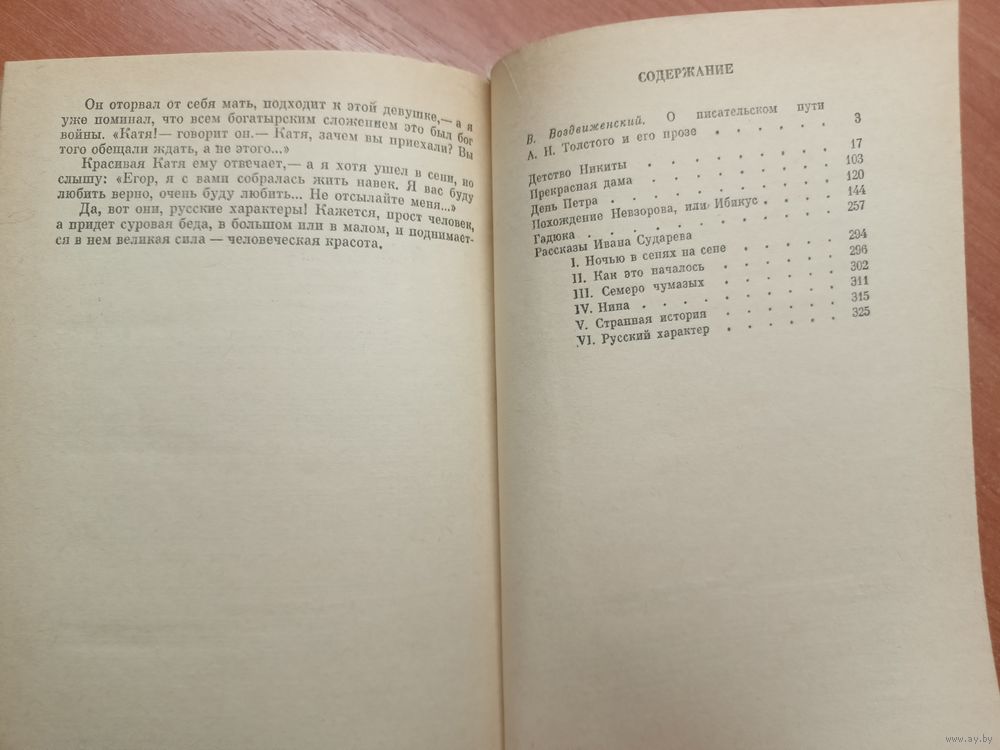 Он оторвал от себя мать, подходит к этой девушке,— а я
уже поминал, что всем богатырским сложением это был бог
войны. «Катя!— говорит он.— Катя, зачем вы приехали? Вы
того обещали ждать, а не этого...»
Красивая Катя ему отвечает,— а я хотя ушел в сени, но
слышу: «Егор, я с вами собралась жить навек. Я вас буду
любить верно, очень буду любить... Не отсылайте меня...»
Да, вот они, русские характеры! Кажется, прост человек,
а придет суровая беда, в большом или в малом, и поднимает-
ся в нем великая сила — человеческая красота.
СОДЕРЖАНИЕ
В. Воздвиженский. О писательском пути
А. Н. Толстого и его прозе . . . . . 3
Детство Никиты . . . . . . . 17
Прекрасная дама . . . . . . . 103
День Петра . . . . . . . . 120
Похождение Невзорова, или Ибикус . . . 144
Гадюка . . . . . . . . . 257
Рассказы Ивана Сударева
I. Ночью в сенях на сене . . . . 294
II. Как это началось . . . . . 296
III. Семеро чумазых . . . . . 302
IV. Нина . . . . . . . 311
V. Странная история . . . . . 315
VI. Русский характер . . . . . 325
www.ay.by